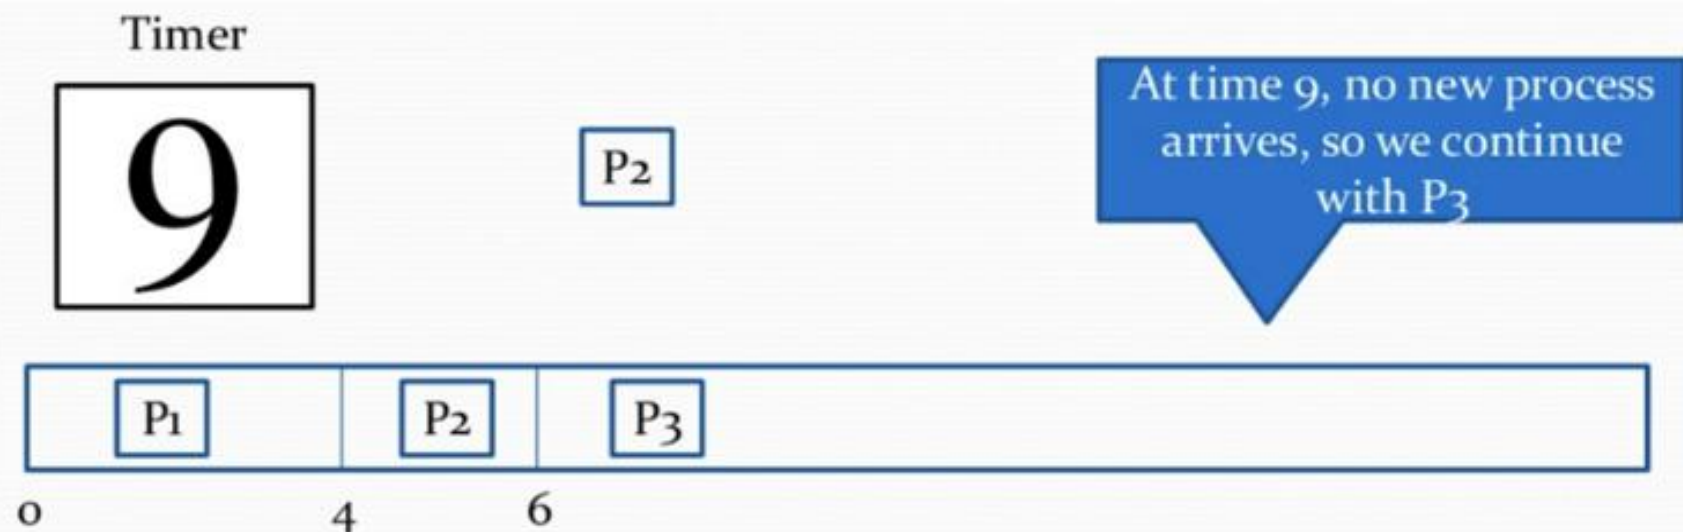 Timer
9
P2
At time 9, no new process
arrives, so we continue
with P3
P1
P2
P3
0
4
6